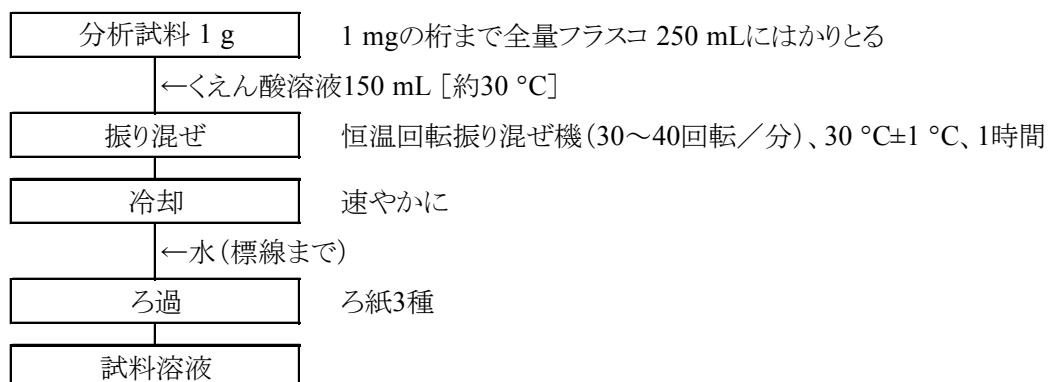 分析試料 1 g 1 mgの桁まで全量フラスコ 250 mLにはかりとる
←くえん酸溶液150 mL［約30 °C］
振り混ぜ 恒温回転振り混ぜ機（30～40回転／分）、30 °C±1 °C、1時間
冷却 速やかに
←水（標線まで）
ろ過 ろ紙3種
試料溶液